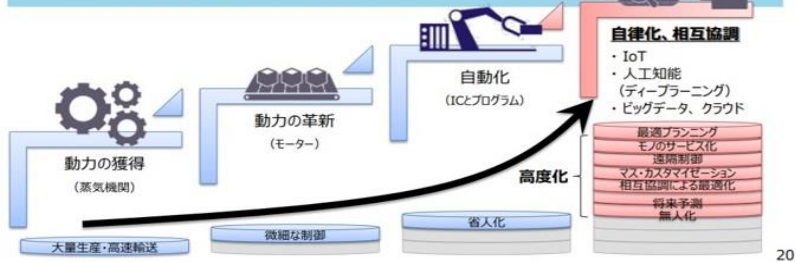 動力の獲得
(蒸気機関)
大量生産・高速輸送
動力の革新
(モーター)
微細な制御
自動化
(ICとプログラム)
省人化
自律化、相互協調
・ IoT
・ 人工知能
(ディープラーニング)
・ ビッグデータ、クラウド
高度化
最適プランニング
モノのサービス化
遠隔制御
マス・カスタマイゼーション
相互協調による最適化
将来予測
無人化
20